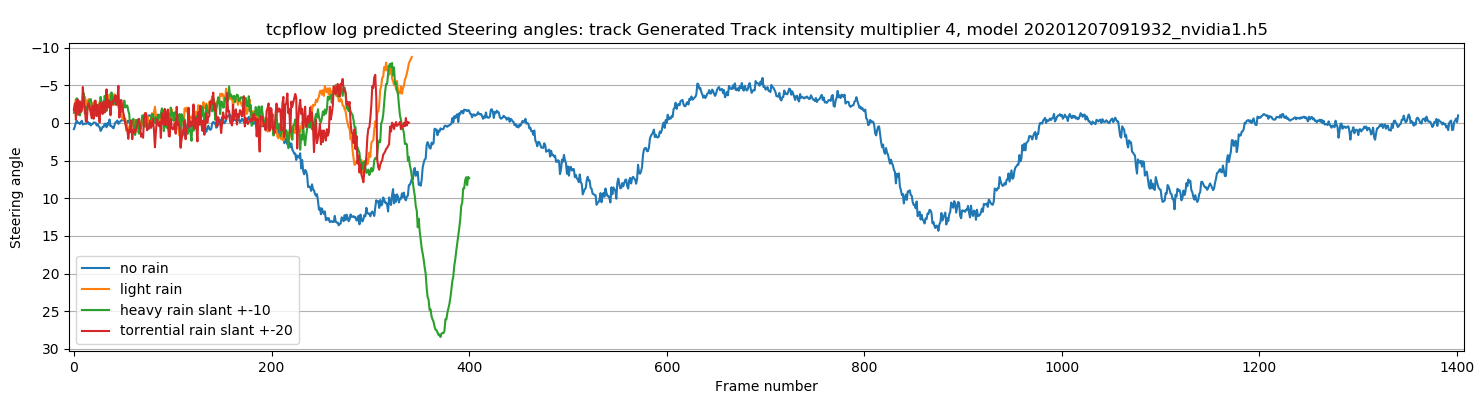 tcpflow log predicted Steering angles: track Generated Track intensity multiplier 4, model 20201207091932_nvidia1.h5
−10
−5
0
5
10
15
20
25
30
Steering angle
no rain
light rain
heavy rain slant +-10
torrential rain slant +-20
0 200 400 600 800 1000 1200 1400
Frame number